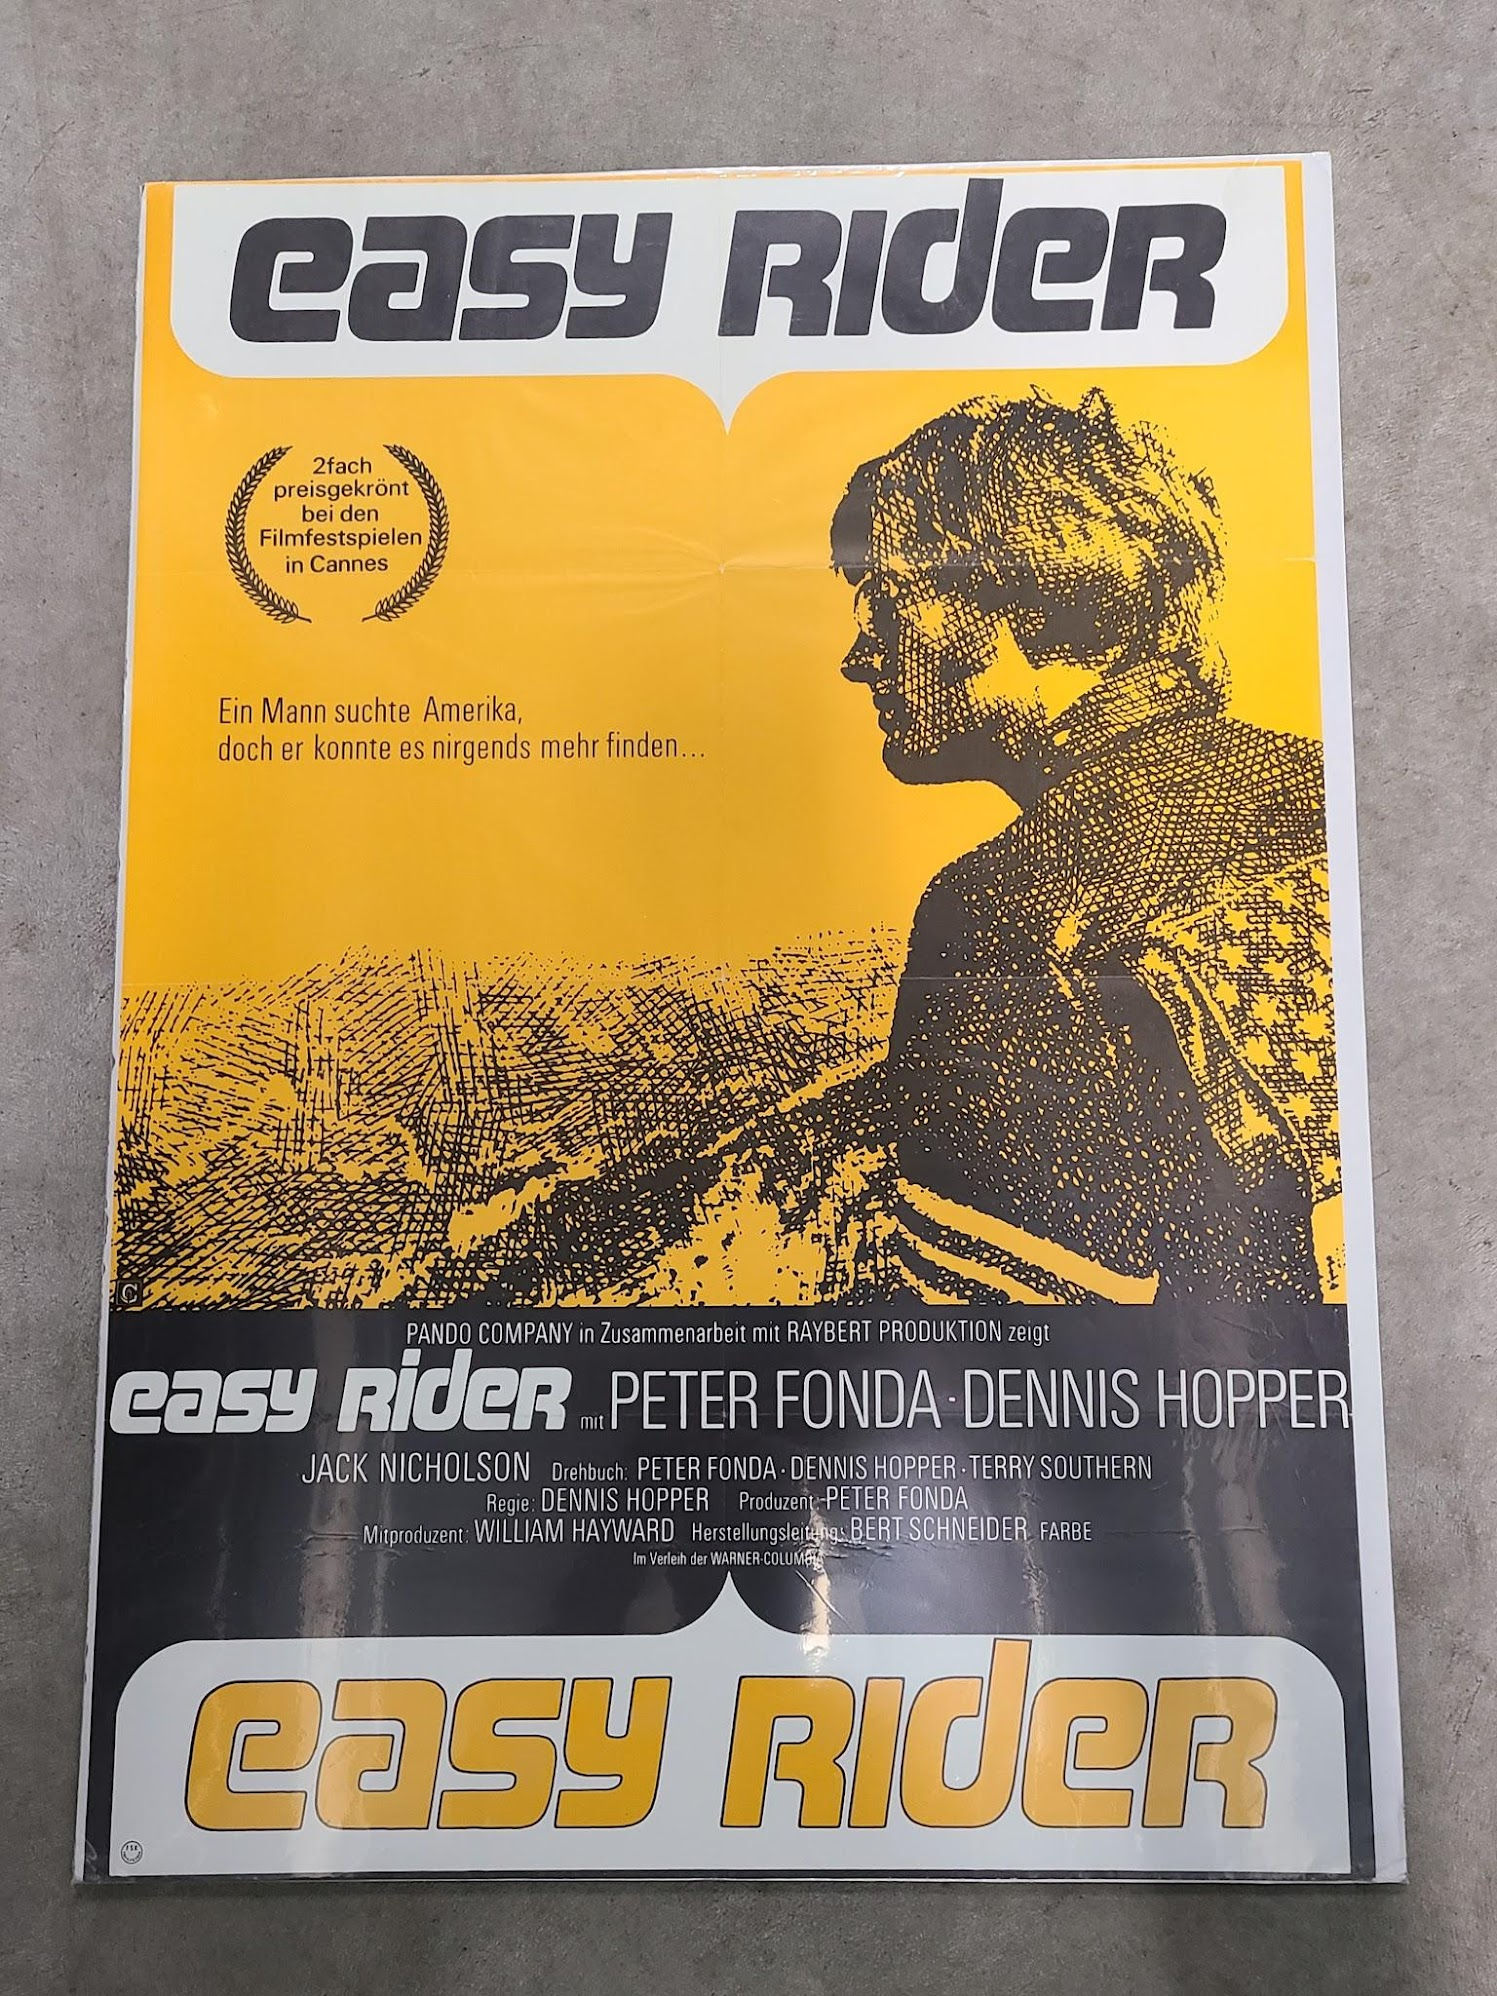 easy Rider
2fach
preisgekrönt
bei den
Filmfestspielen
in Cannes
Ein Mann suchte Amerika,
doch er konnte es nirgends mehr finden...
PANDO COMPANY in Zusammenarbeit mit RAYBERT PRODUKTION zeigt
easy Rider mit PETER FONDA · DENNIS HOPPER
JACK NICHOLSON Drehbuch: PETER FONDA · DENNIS HOPPER · TERRY SOUTHERN
Regie: DENNIS HOPPER Produzent: PETER FONDA
Mitproduzent: WILLIAM HAYWARD Herstellungsleitung: BERT SCHNEIDER FARBE
Im Verleih der WARNER-COLUMBIA
easy Rider
FSK